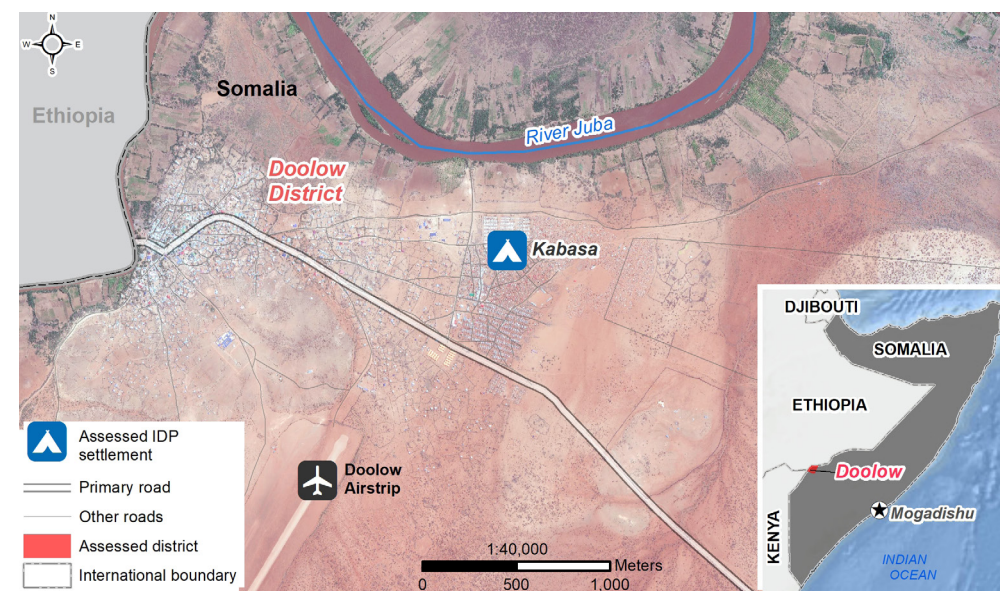 N
W E
S
Ethiopia
Somalia
River Juba
Doolow
District
Kabasa
Doolow
Airstrip
Assessed IDP
settlement
Primary road
Other roads
Assessed district
International boundary
1:40,000
Meters
0 500 1,000
DJIBOUTI
SOMALIA
ETHIOPIA
Doolow
Mogadishu
KENYA
INDIAN
OCEAN